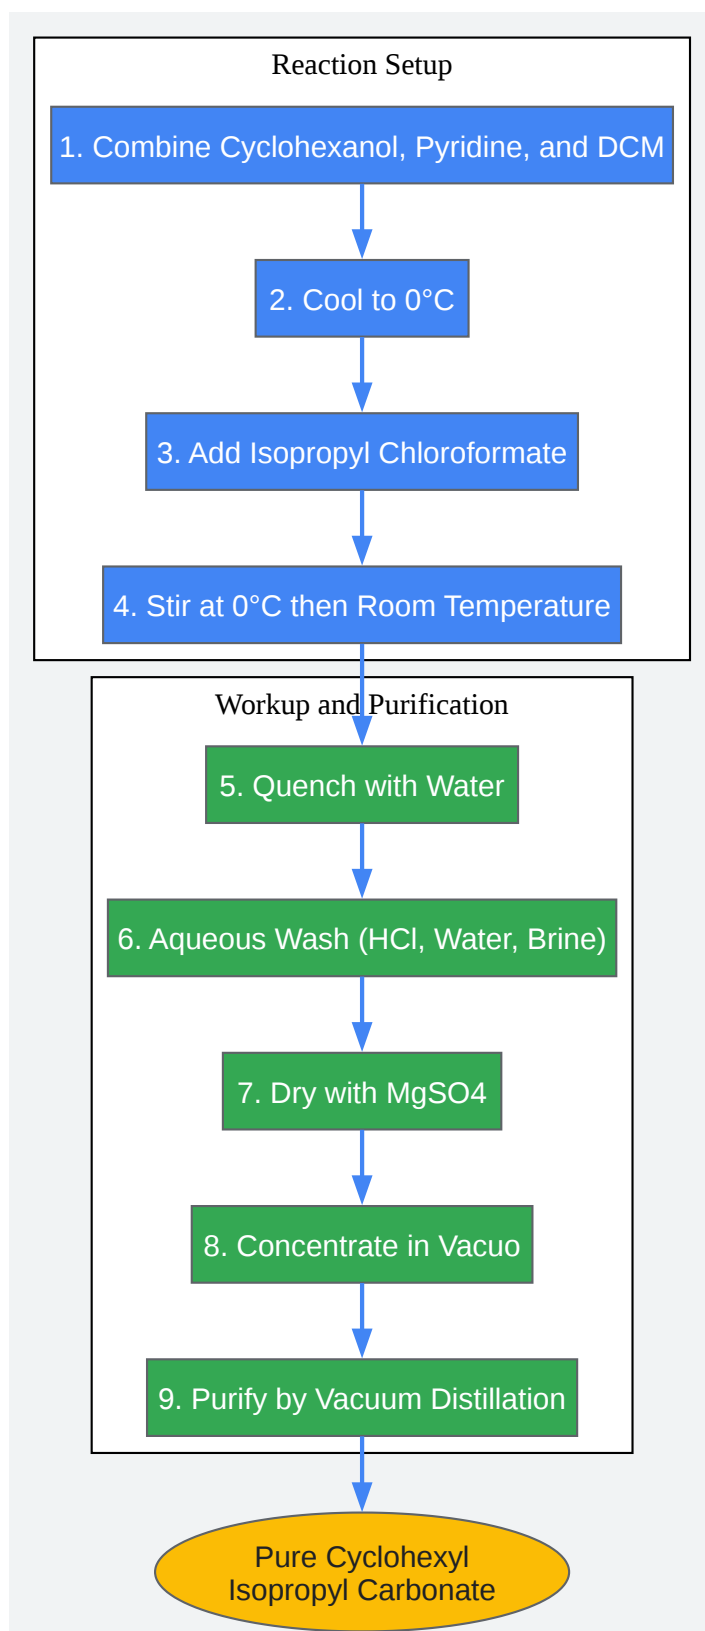 Reaction Setup
1. Combine Cyclohexanol, Pyridine, and DCM
2. Cool to 0°C
3. Add Isopropyl Chloroformate
4. Stir at 0°C then Room Temperature
Workup and Purification
5. Quench with Water
6. Aqueous Wash (HCl, Water, Brine)
7. Dry with MgSO4
8. Concentrate in Vacuo
9. Purify by Vacuum Distillation
Pure Cyclohexyl
Isopropyl Carbonate